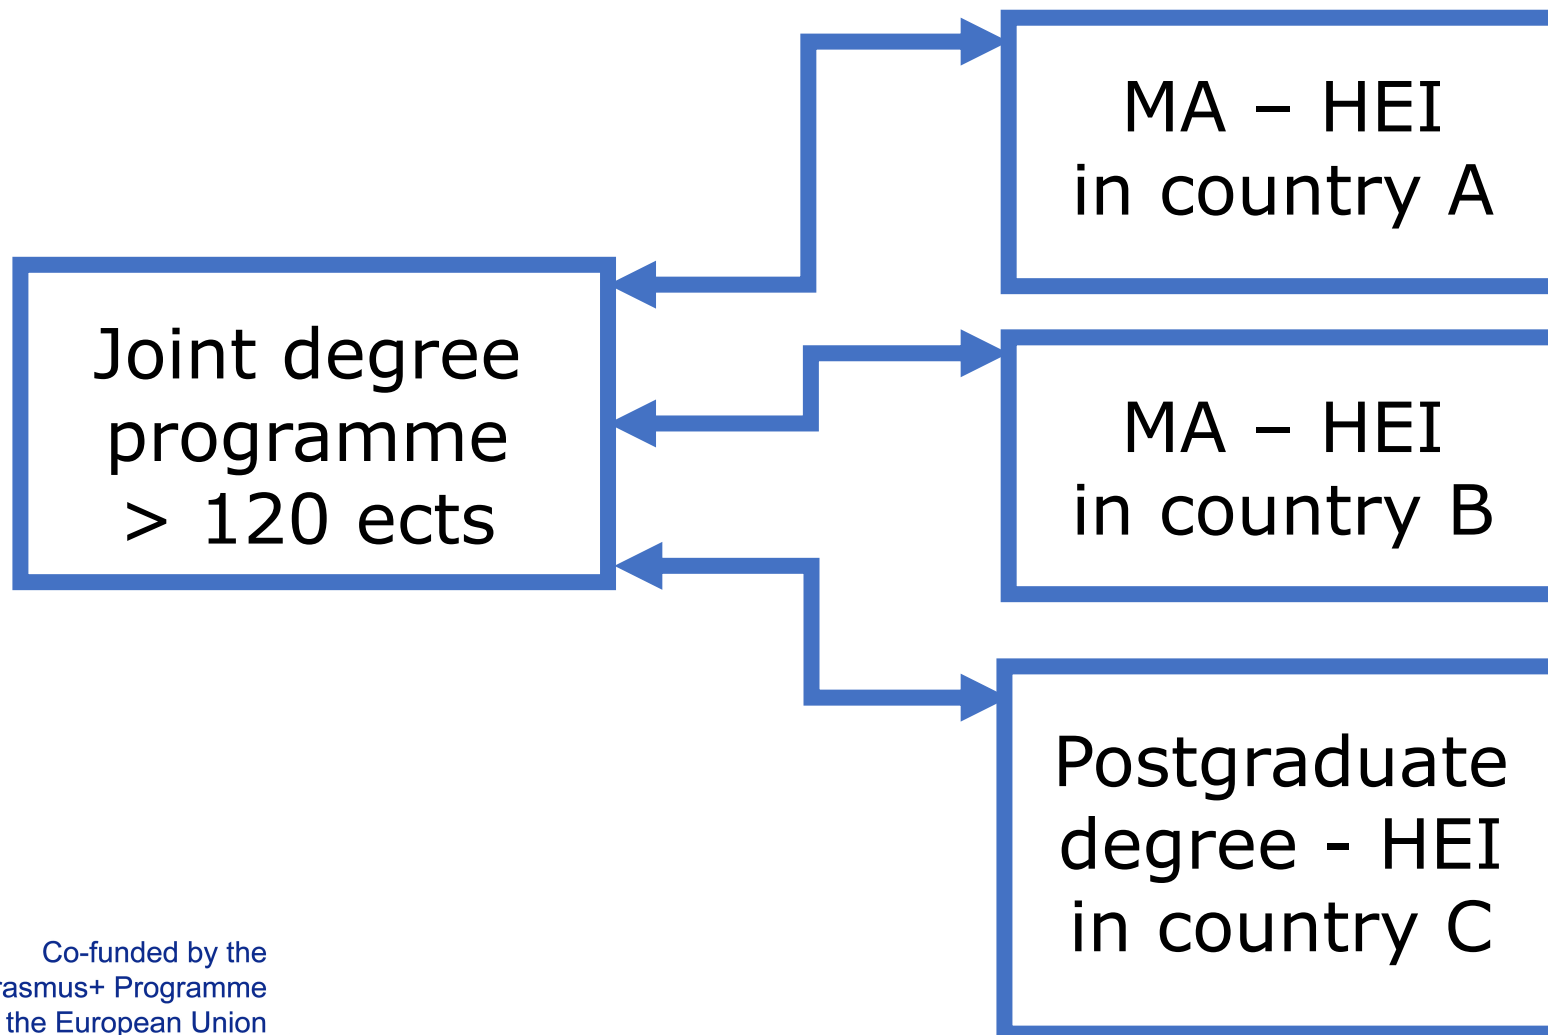 MA – HEI
in country A
Joint degree
programme
> 120 ects
MA – HEI
in country B
Postgraduate
degree - HEI
in country C
Co-funded by the
Programme
the European Union